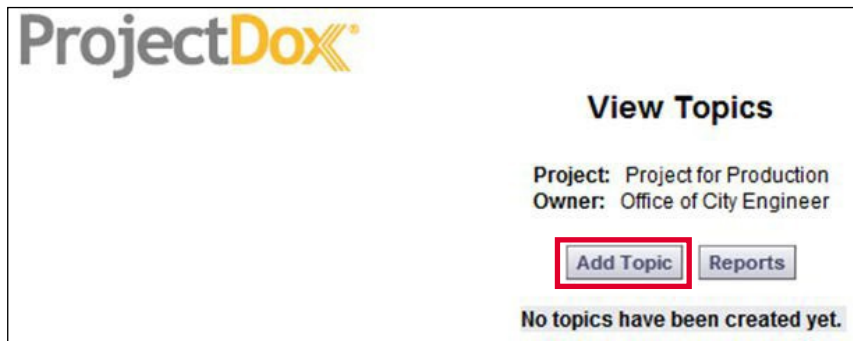 ProjectDox®
View Topics
Project: Project for Production
Owner: Office of City Engineer
Add Topic Reports
No topics have been created yet.